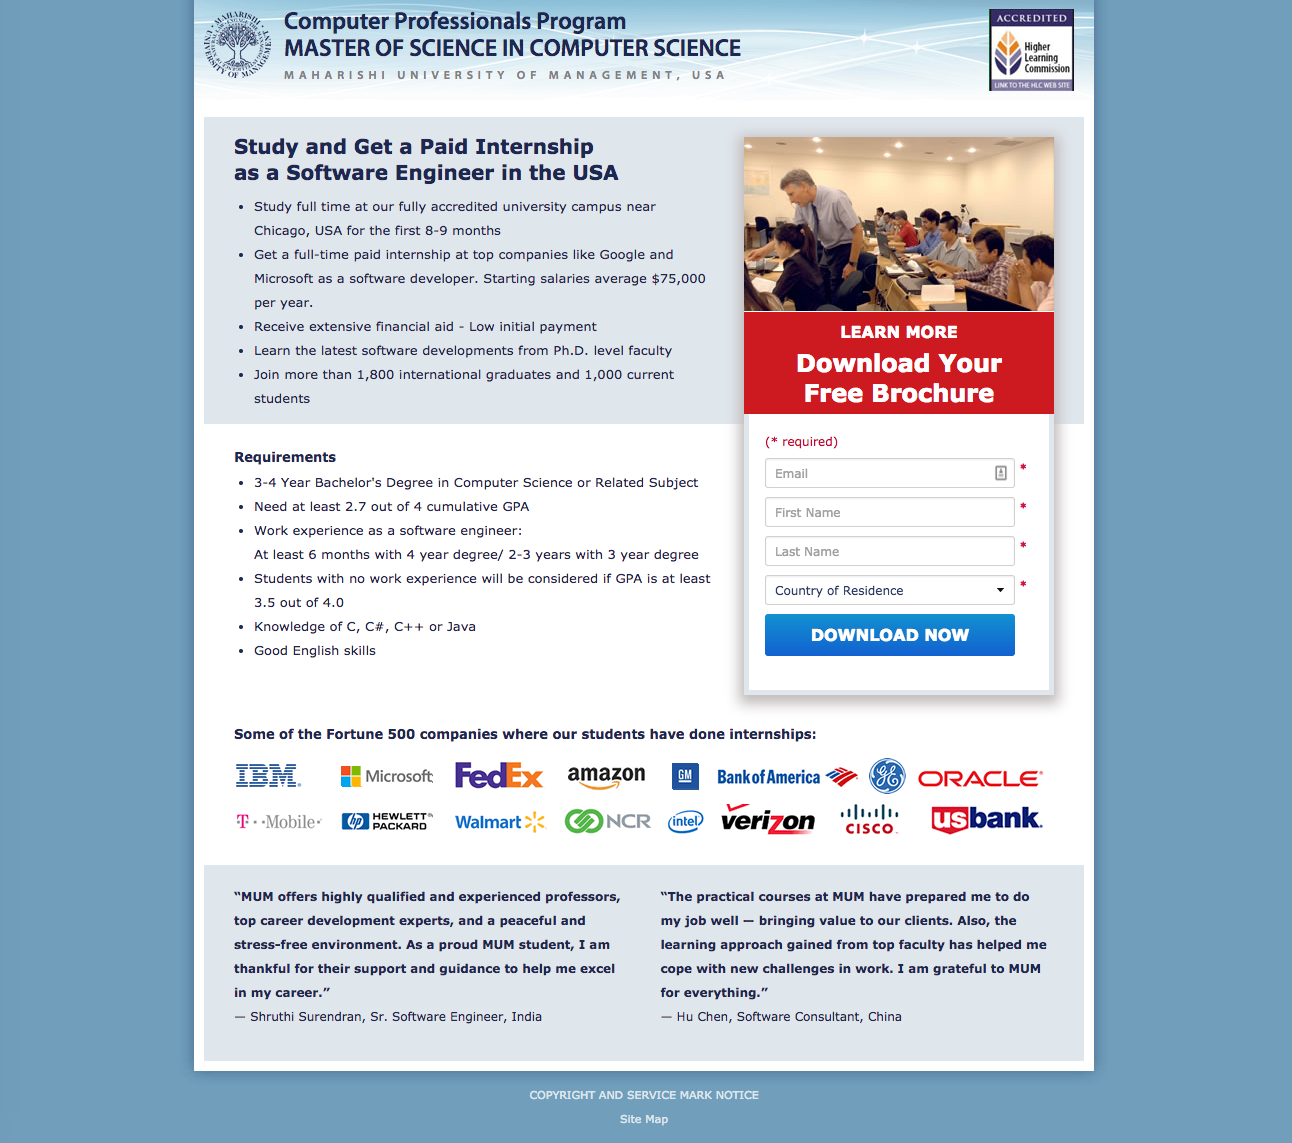 MAHARISHI
UNIVERSITY OF MANAGEMENT
Computer Professionals Program
MASTER OF SCIENCE IN COMPUTER SCIENCE
MAHARISHI UNIVERSITY OF MANAGEMENT, USA
ACCREDITED
Higher
Learning
Commission
LINK TO THE HLC WEB SITE
Study and Get a Paid Internship
as a Software Engineer in the USA
• Study full time at our fully accredited university campus near
Chicago, USA for the first 8-9 months
• Get a full-time paid internship at top companies like Google and
Microsoft as a software developer. Starting salaries average $75,000
per year.
• Receive extensive financial aid - Low initial payment
• Learn the latest software developments from Ph.D. level faculty
• Join more than 1,800 international graduates and 1,000 current
students
LEARN MORE
Download Your
Free Brochure
(* required)
Email *
First Name *
Last Name *
Country of Residence *
DOWNLOAD NOW
Requirements
• 3-4 Year Bachelor's Degree in Computer Science or Related Subject
• Need at least 2.7 out of 4 cumulative GPA
• Work experience as a software engineer:
At least 6 months with 4 year degree/ 2-3 years with 3 year degree
• Students with no work experience will be considered if GPA is at least
3.5 out of 4.0
• Knowledge of C, C#, C++ or Java
• Good English skills
Some of the Fortune 500 companies where our students have done internships:
IBM Microsoft FedEx amazon GM Bank of America GE ORACLE
T··Mobile· hp HEWLETT PACKARD Walmart NCR intel verizon CISCO usbank
“MUM offers highly qualified and experienced professors,
top career development experts, and a peaceful and
stress-free environment. As a proud MUM student, I am
thankful for their support and guidance to help me excel
in my career.”
— Shruthi Surendran, Sr. Software Engineer, India
“The practical courses at MUM have prepared me to do
my job well — bringing value to our clients. Also, the
learning approach gained from top faculty has helped me
cope with new challenges in work. I am grateful to MUM
for everything.”
— Hu Chen, Software Consultant, China
COPYRIGHT AND SERVICE MARK NOTICE
Site Map